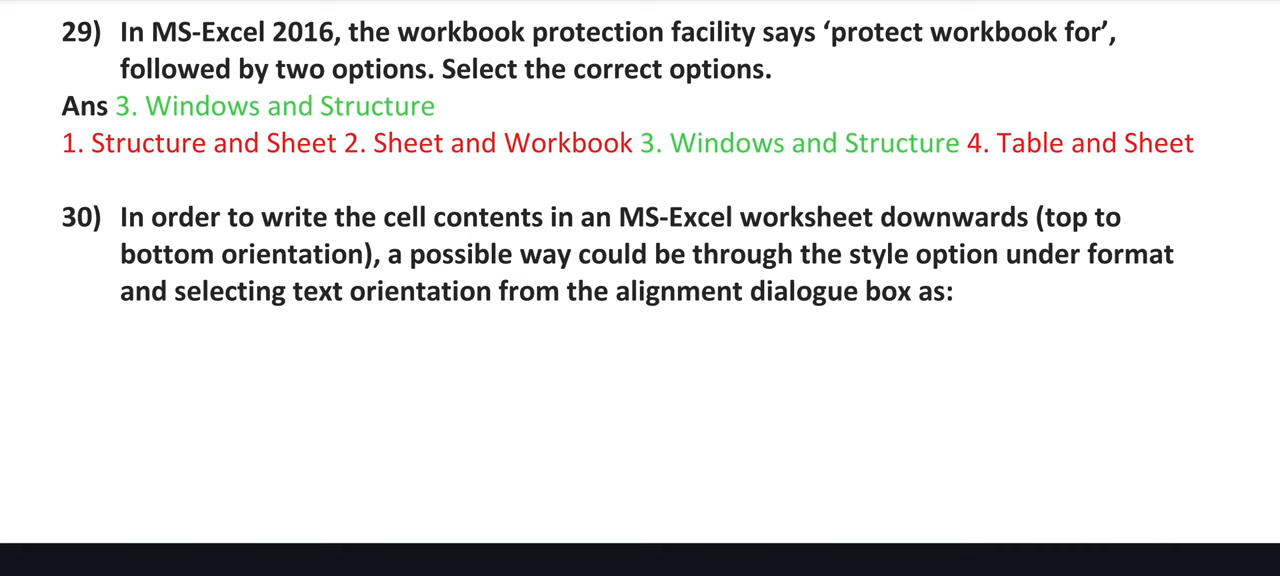 29) In MS-Excel 2016, the workbook protection facility says ‘protect workbook for’,
followed by two options. Select the correct options.
Ans 3. Windows and Structure
1. Structure and Sheet 2. Sheet and Workbook 3. Windows and Structure 4. Table and Sheet
30) In order to write the cell contents in an MS-Excel worksheet downwards (top to
bottom orientation), a possible way could be through the style option under format
and selecting text orientation from the alignment dialogue box as: